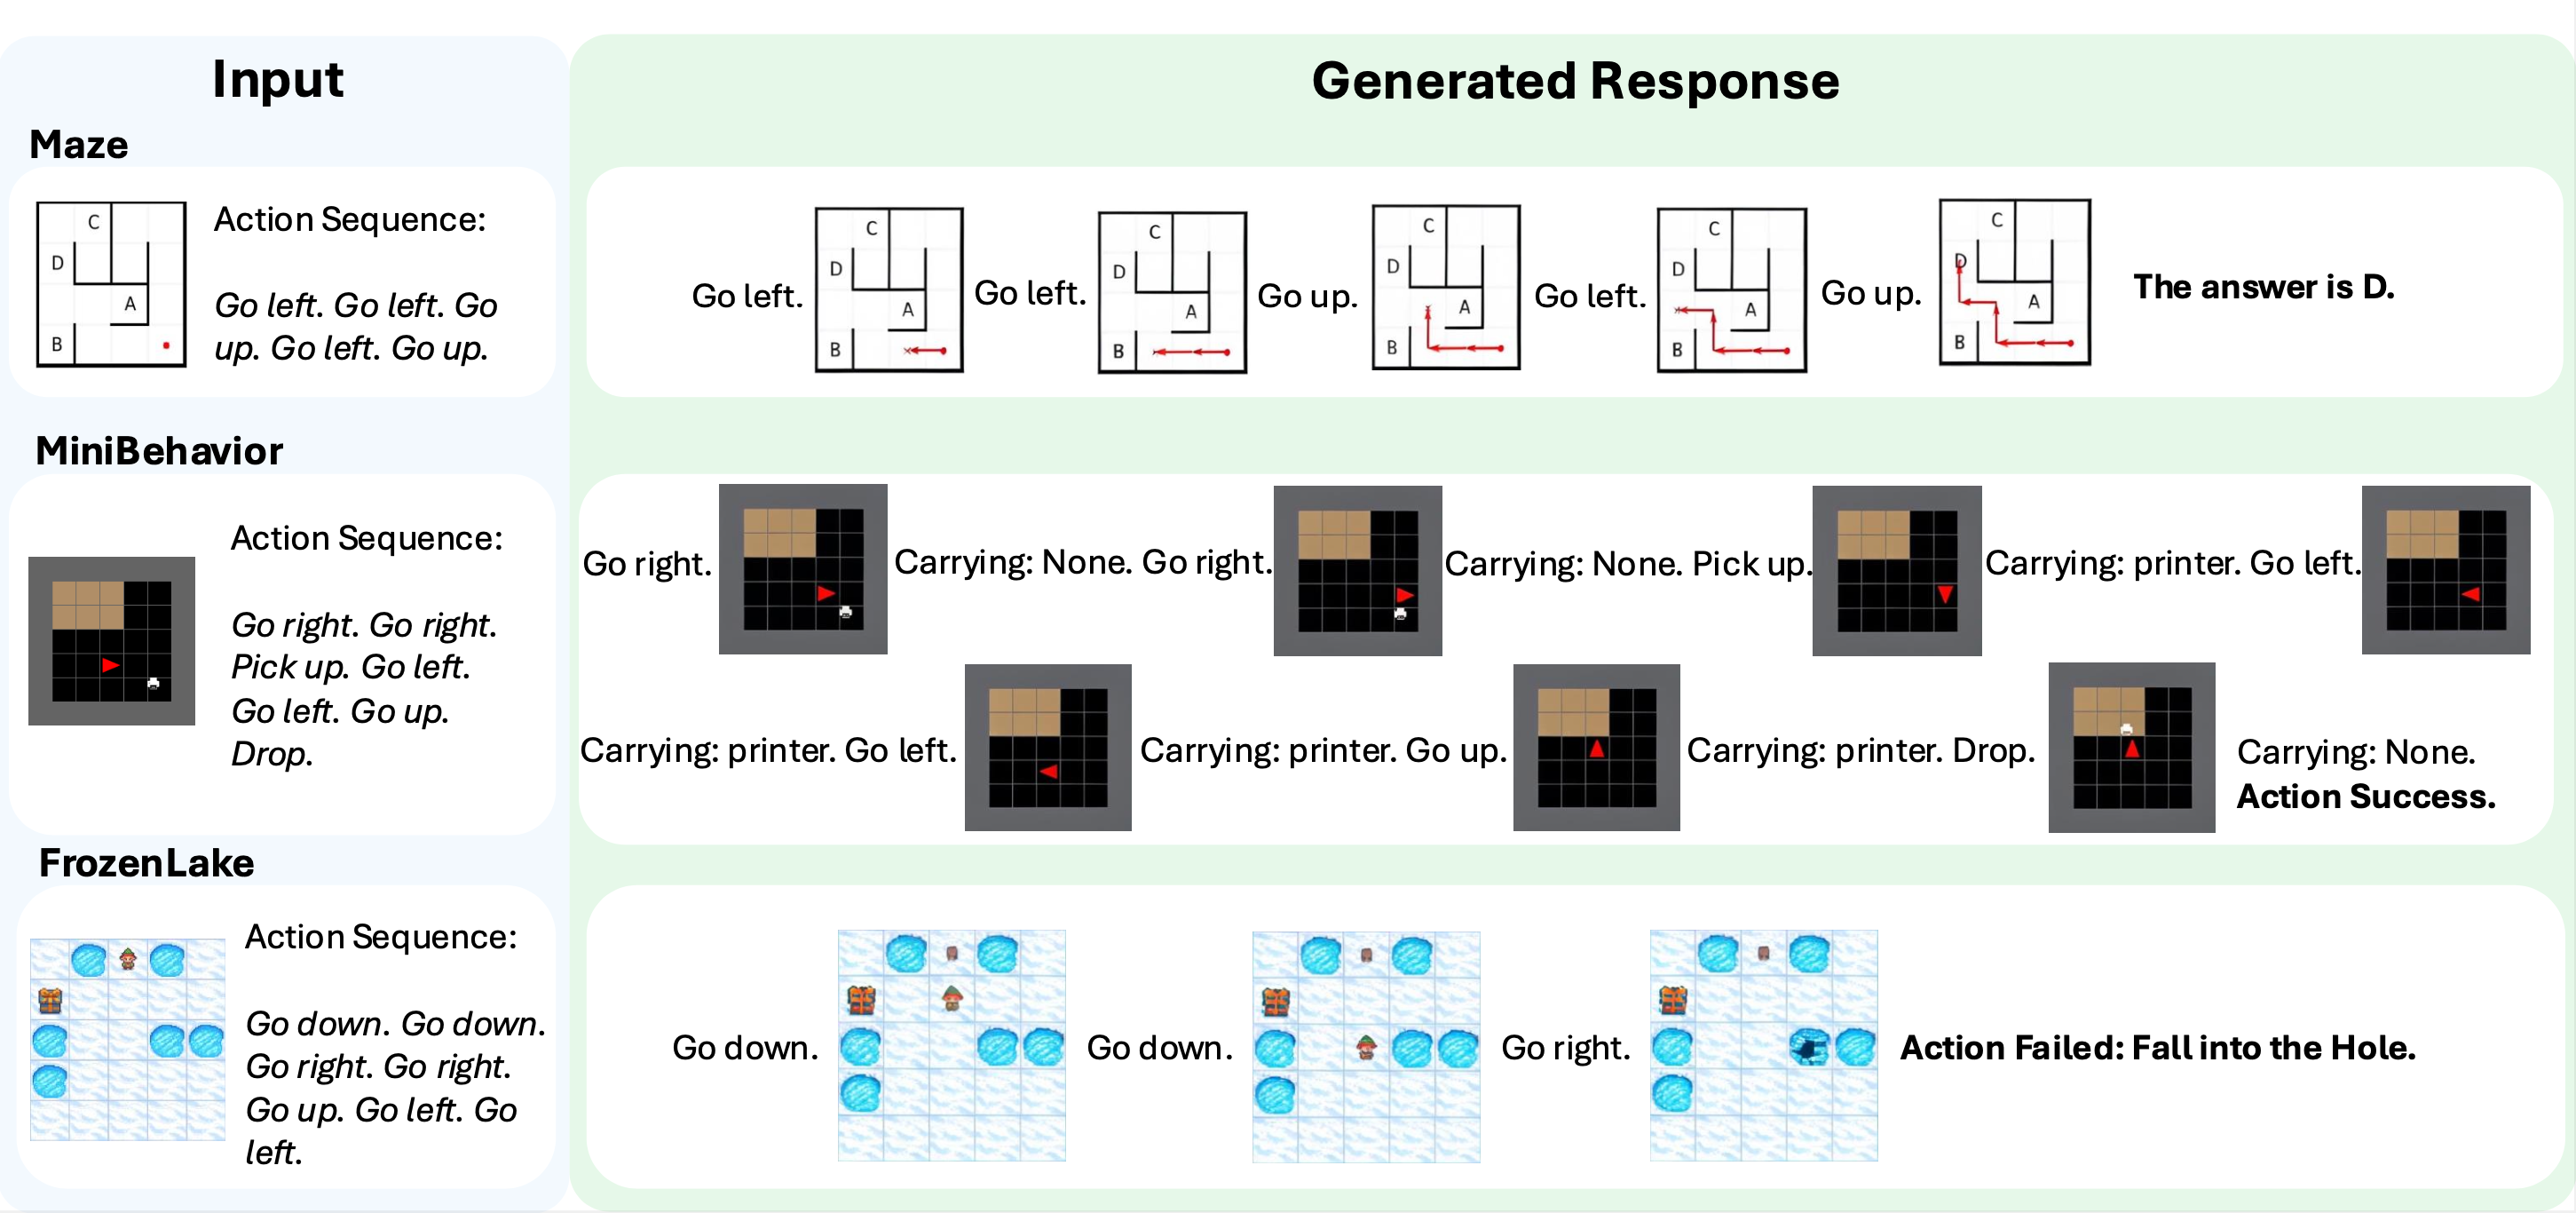 Input
Generated Response
Maze
C
D
A
B
Action Sequence:
Go left. Go left. Go
up. Go left. Go up.
Go left.
C
D
A
B
Go left.
C
D
A
B
Go up.
C
D
A
B
Go left.
C
D
A
B
Go up.
C
D
A
B
The answer is D.
MiniBehavior
Action Sequence:
Go right. Go right.
Pick up. Go left.
Go left. Go up.
Drop.
Go right.
Carrying: None. Go right.
Carrying: None. Pick up.
Carrying: printer. Go left.
Carrying: printer. Go left.
Carrying: printer. Go up.
Carrying: printer. Drop.
Carrying: None.
Action Success.
FrozenLake
Action Sequence:
Go down. Go down.
Go right. Go right.
Go up. Go left. Go
left.
Go down.
Go down.
Go right.
Action Failed: Fall into the Hole.